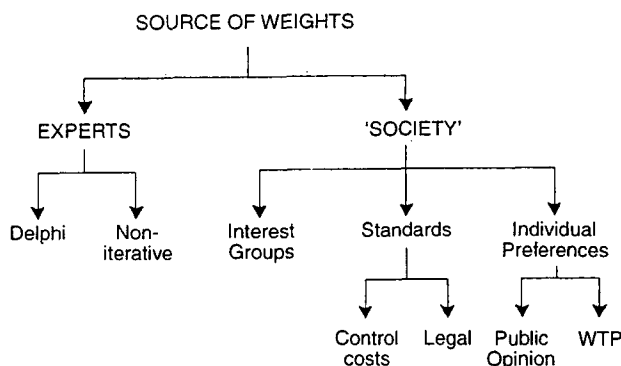 SOURCE OF WEIGHTS
EXPERTS
'SOCIETY'
Delphi
Non-
iterative
Interest
Groups
Standards
Individual
Preferences
Control
costs
Legal
Public
Opinion
WTP